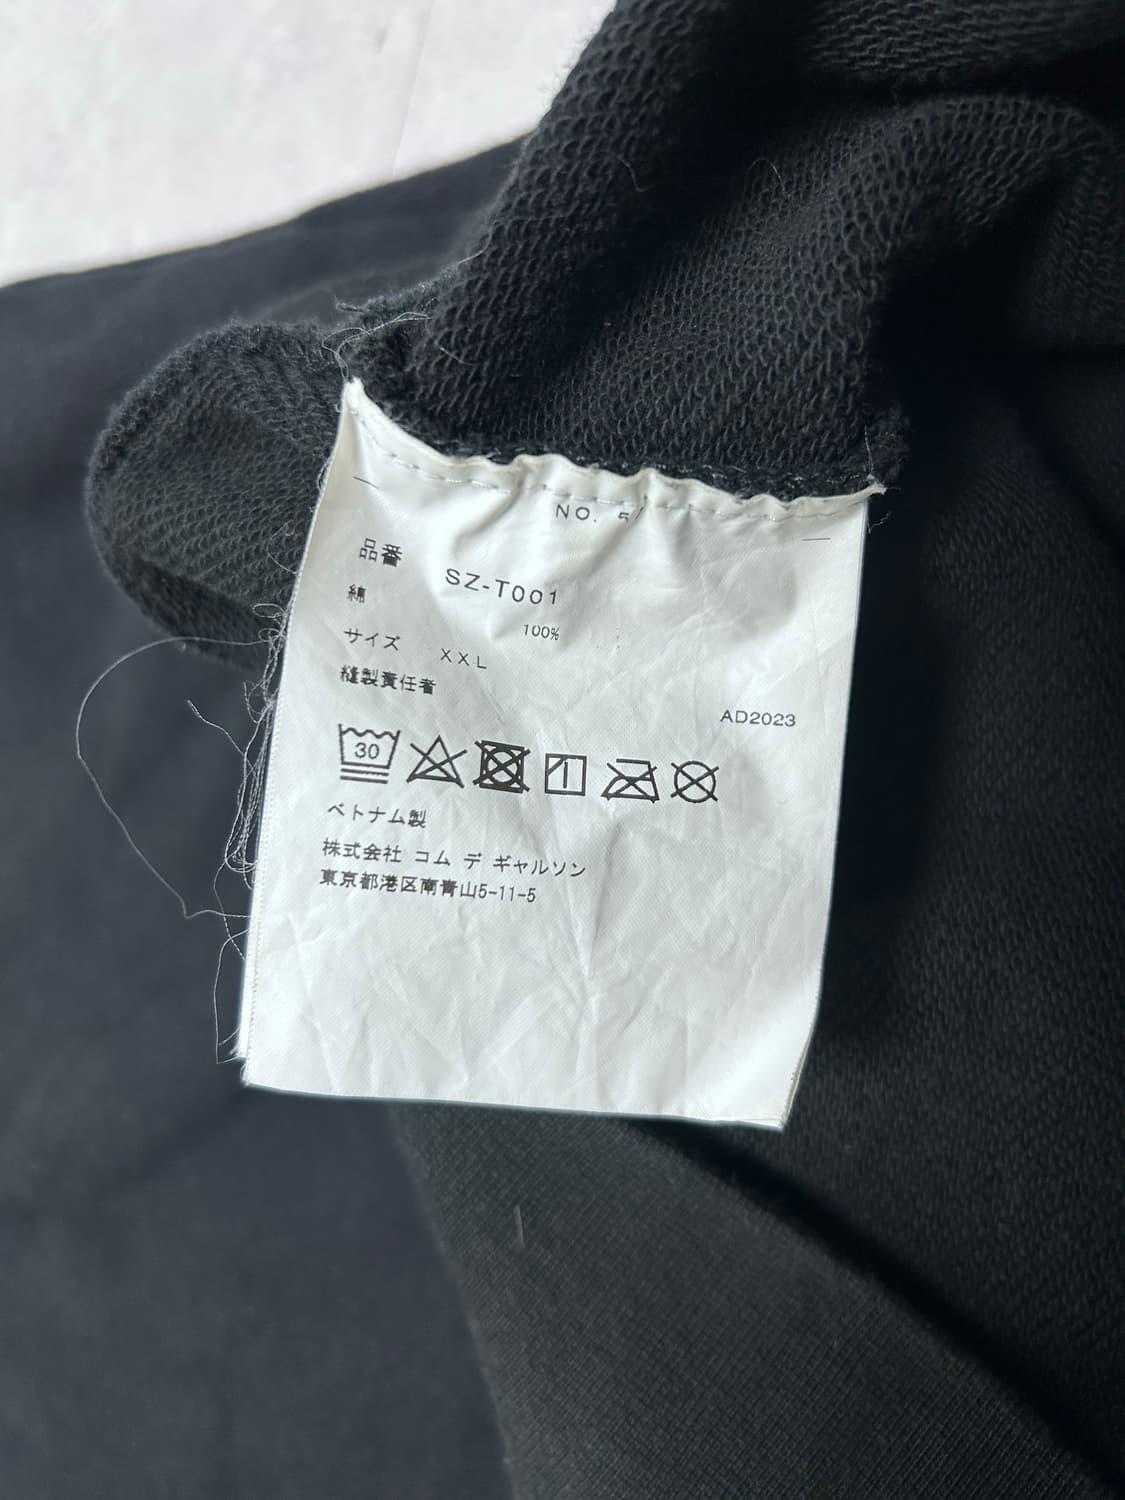 NO. 5
品番 SZ-T001
綿 100%
サイズ XXL
縫製責任者
AD2023
30
ベトナム製
株式会社 コム デ ギャルソン
東京都港区南青山5-11-5